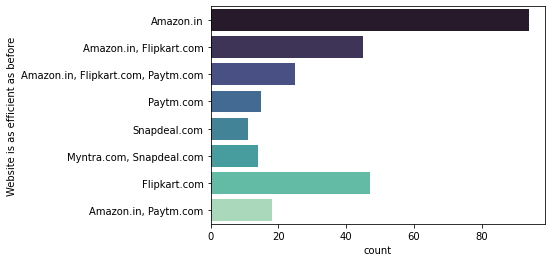 Website is as efficient as before
Amazon.in
Amazon.in, Flipkart.com
Amazon.in, Flipkart.com, Paytm.com
Paytm.com
Snapdeal.com
Myntra.com, Snapdeal.com
Flipkart.com
Amazon.in, Paytm.com
0 20 40 60 80
count